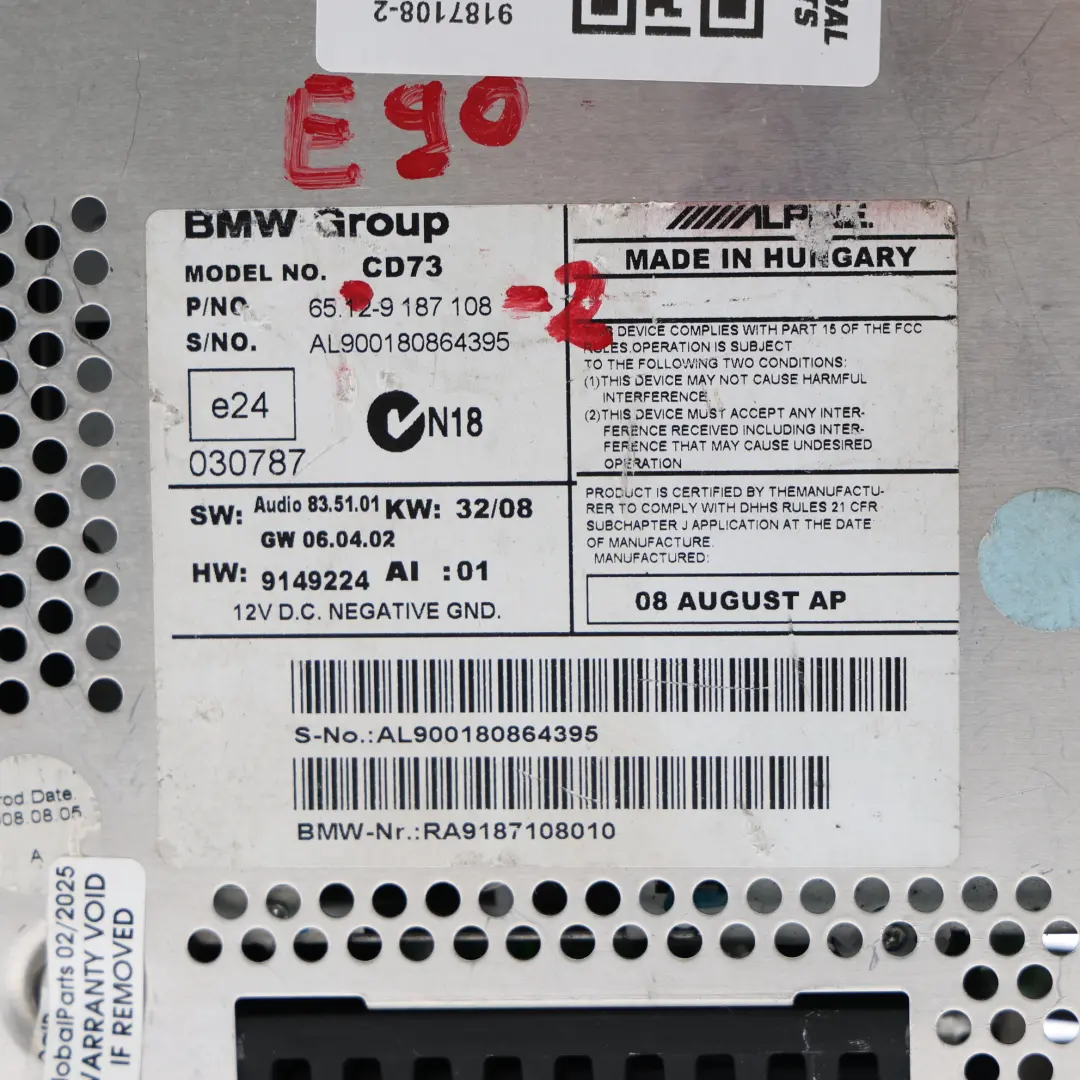 9187108-2
E90
BMW Group
MODEL NO. CD73
P/NO. 65.12-9 187 108 -2
S/NO. AL900180864395
e24
030787
N18
SW: Audio 83.51.01 KW: 32/08
GW 06.04.02
HW: 9149224 AI :01
12V D.C. NEGATIVE GND.
ALPINE
MADE IN HUNGARY
THIS DEVICE COMPLIES WITH PART 15 OF THE FCC
RULES.OPERATION IS SUBJECT
TO THE FOLLOWING TWO CONDITIONS:
(1)THIS DEVICE MAY NOT CAUSE HARMFUL
INTERFERENCE
(2)THIS DEVICE MUST ACCEPT ANY INTER-
FERENCE RECEIVED INCLUDING INTER-
FERENCE THAT MAY CAUSE UNDESIRED
OPERATION
PRODUCT IS CERTIFIED BY THEMANUFACTU-
RER TO COMPLY WITH DHHS RULES 21 CFR
SUBCHAPTER J APPLICATION AT THE DATE
OF MANUFACTURE.
MANUFACTURED:
08 AUGUST AP
S-No.:AL900180864395
BMW-Nr.:RA9187108010
rod.Date.
008.08.05
A
lobalParts 02/2025
WARRANTY VOID
IF REMOVED